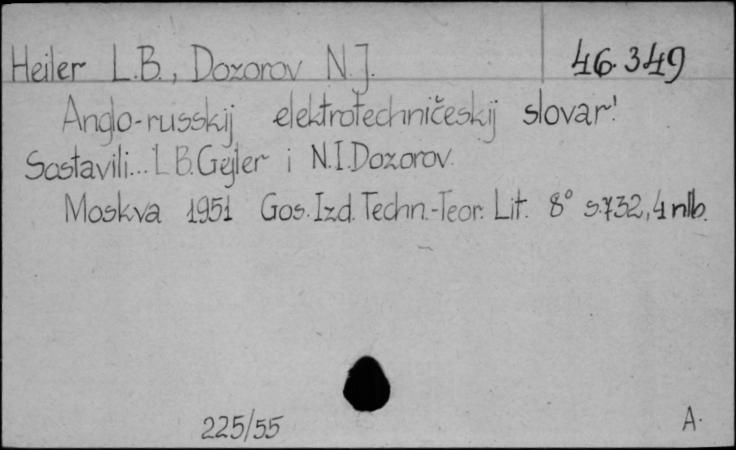 Heiler L.B., Dozorov N.J. 46.349
Anglo-russkij elektrotechničeskij slovar'
Sostavili... L B. Gejler i N.I. Dozorov.
Moskva 1951 Gos. Izd. Techn.-Teor. Lit. 8° s.732, 4 nlb.
225/55 A.